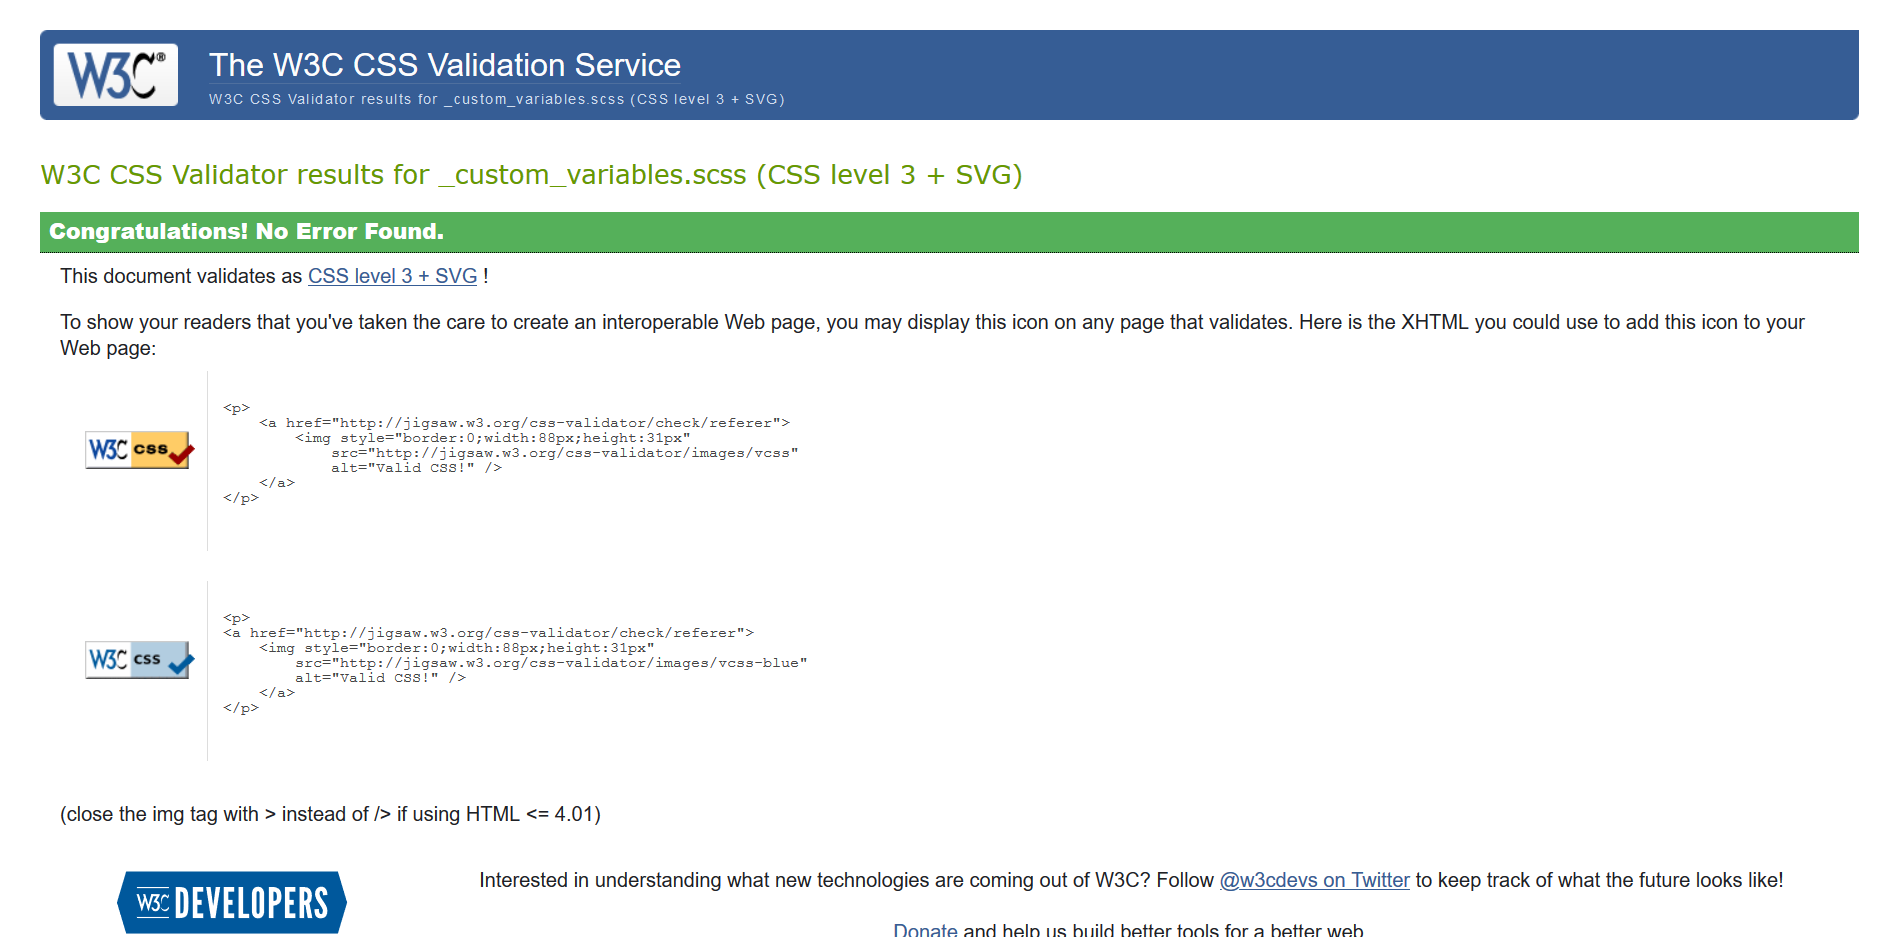 W3C®
The W3C CSS Validation Service
W3C CSS Validator results for _custom_variables.scss (CSS level 3 + SVG)
W3C CSS Validator results for _custom_variables.scss (CSS level 3 + SVG)
Congratulations! No Error Found.
This document validates as CSS level 3 + SVG !
To show your readers that you've taken the care to create an interoperable Web page, you may display this icon on any page that validates. Here is the XHTML you could use to add this icon to your
Web page:
W3C css
<p>
<a href="http://jigsaw.w3.org/css-validator/check/referer">
<img style="border:0;width:88px;height:31px"
src="http://jigsaw.w3.org/css-validator/images/vcss"
alt="Valid CSS!" />
</a>
</p>
W3C css
<p>
<a href="http://jigsaw.w3.org/css-validator/check/referer">
<img style="border:0;width:88px;height:31px"
src="http://jigsaw.w3.org/css-validator/images/vcss-blue"
alt="Valid CSS!" />
</a>
</p>
(close the img tag with > instead of /> if using HTML <= 4.01)
W3C DEVELOPERS
Interested in understanding what new technologies are coming out of W3C? Follow @w3cdevs on Twitter to keep track of what the future looks like!
Donate and help us build better tools for a better web